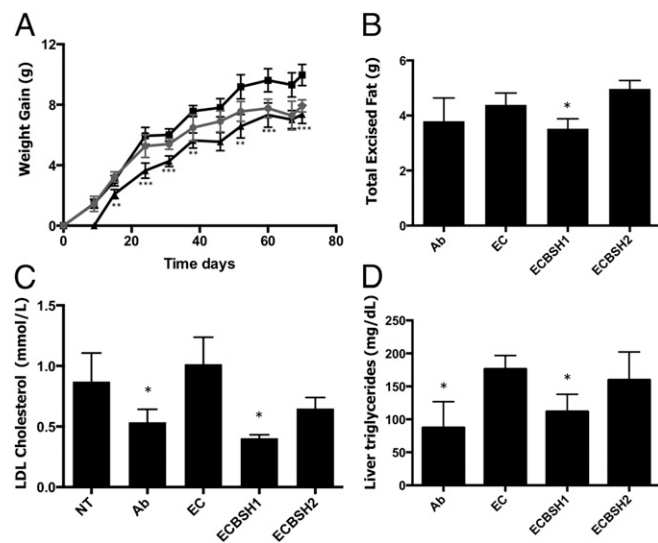 A
Weight Gain (g)
12
8
4
0
** *** *** ** ** *** *** ****
0 20 40 60 80
Time days
B
Total Excised Fat (g)
6
4
2
0
*
Ab EC ECBSH1 ECBSH2
C
LDL Cholesterol (mmol/L)
1.5
1.0
0.5
0.0
* *
NT Ab EC ECBSH1 ECBSH2
D
Liver triglycerides (mg/dL)
250
200
150
100
50
0
* *
Ab EC ECBSH1 ECBSH2